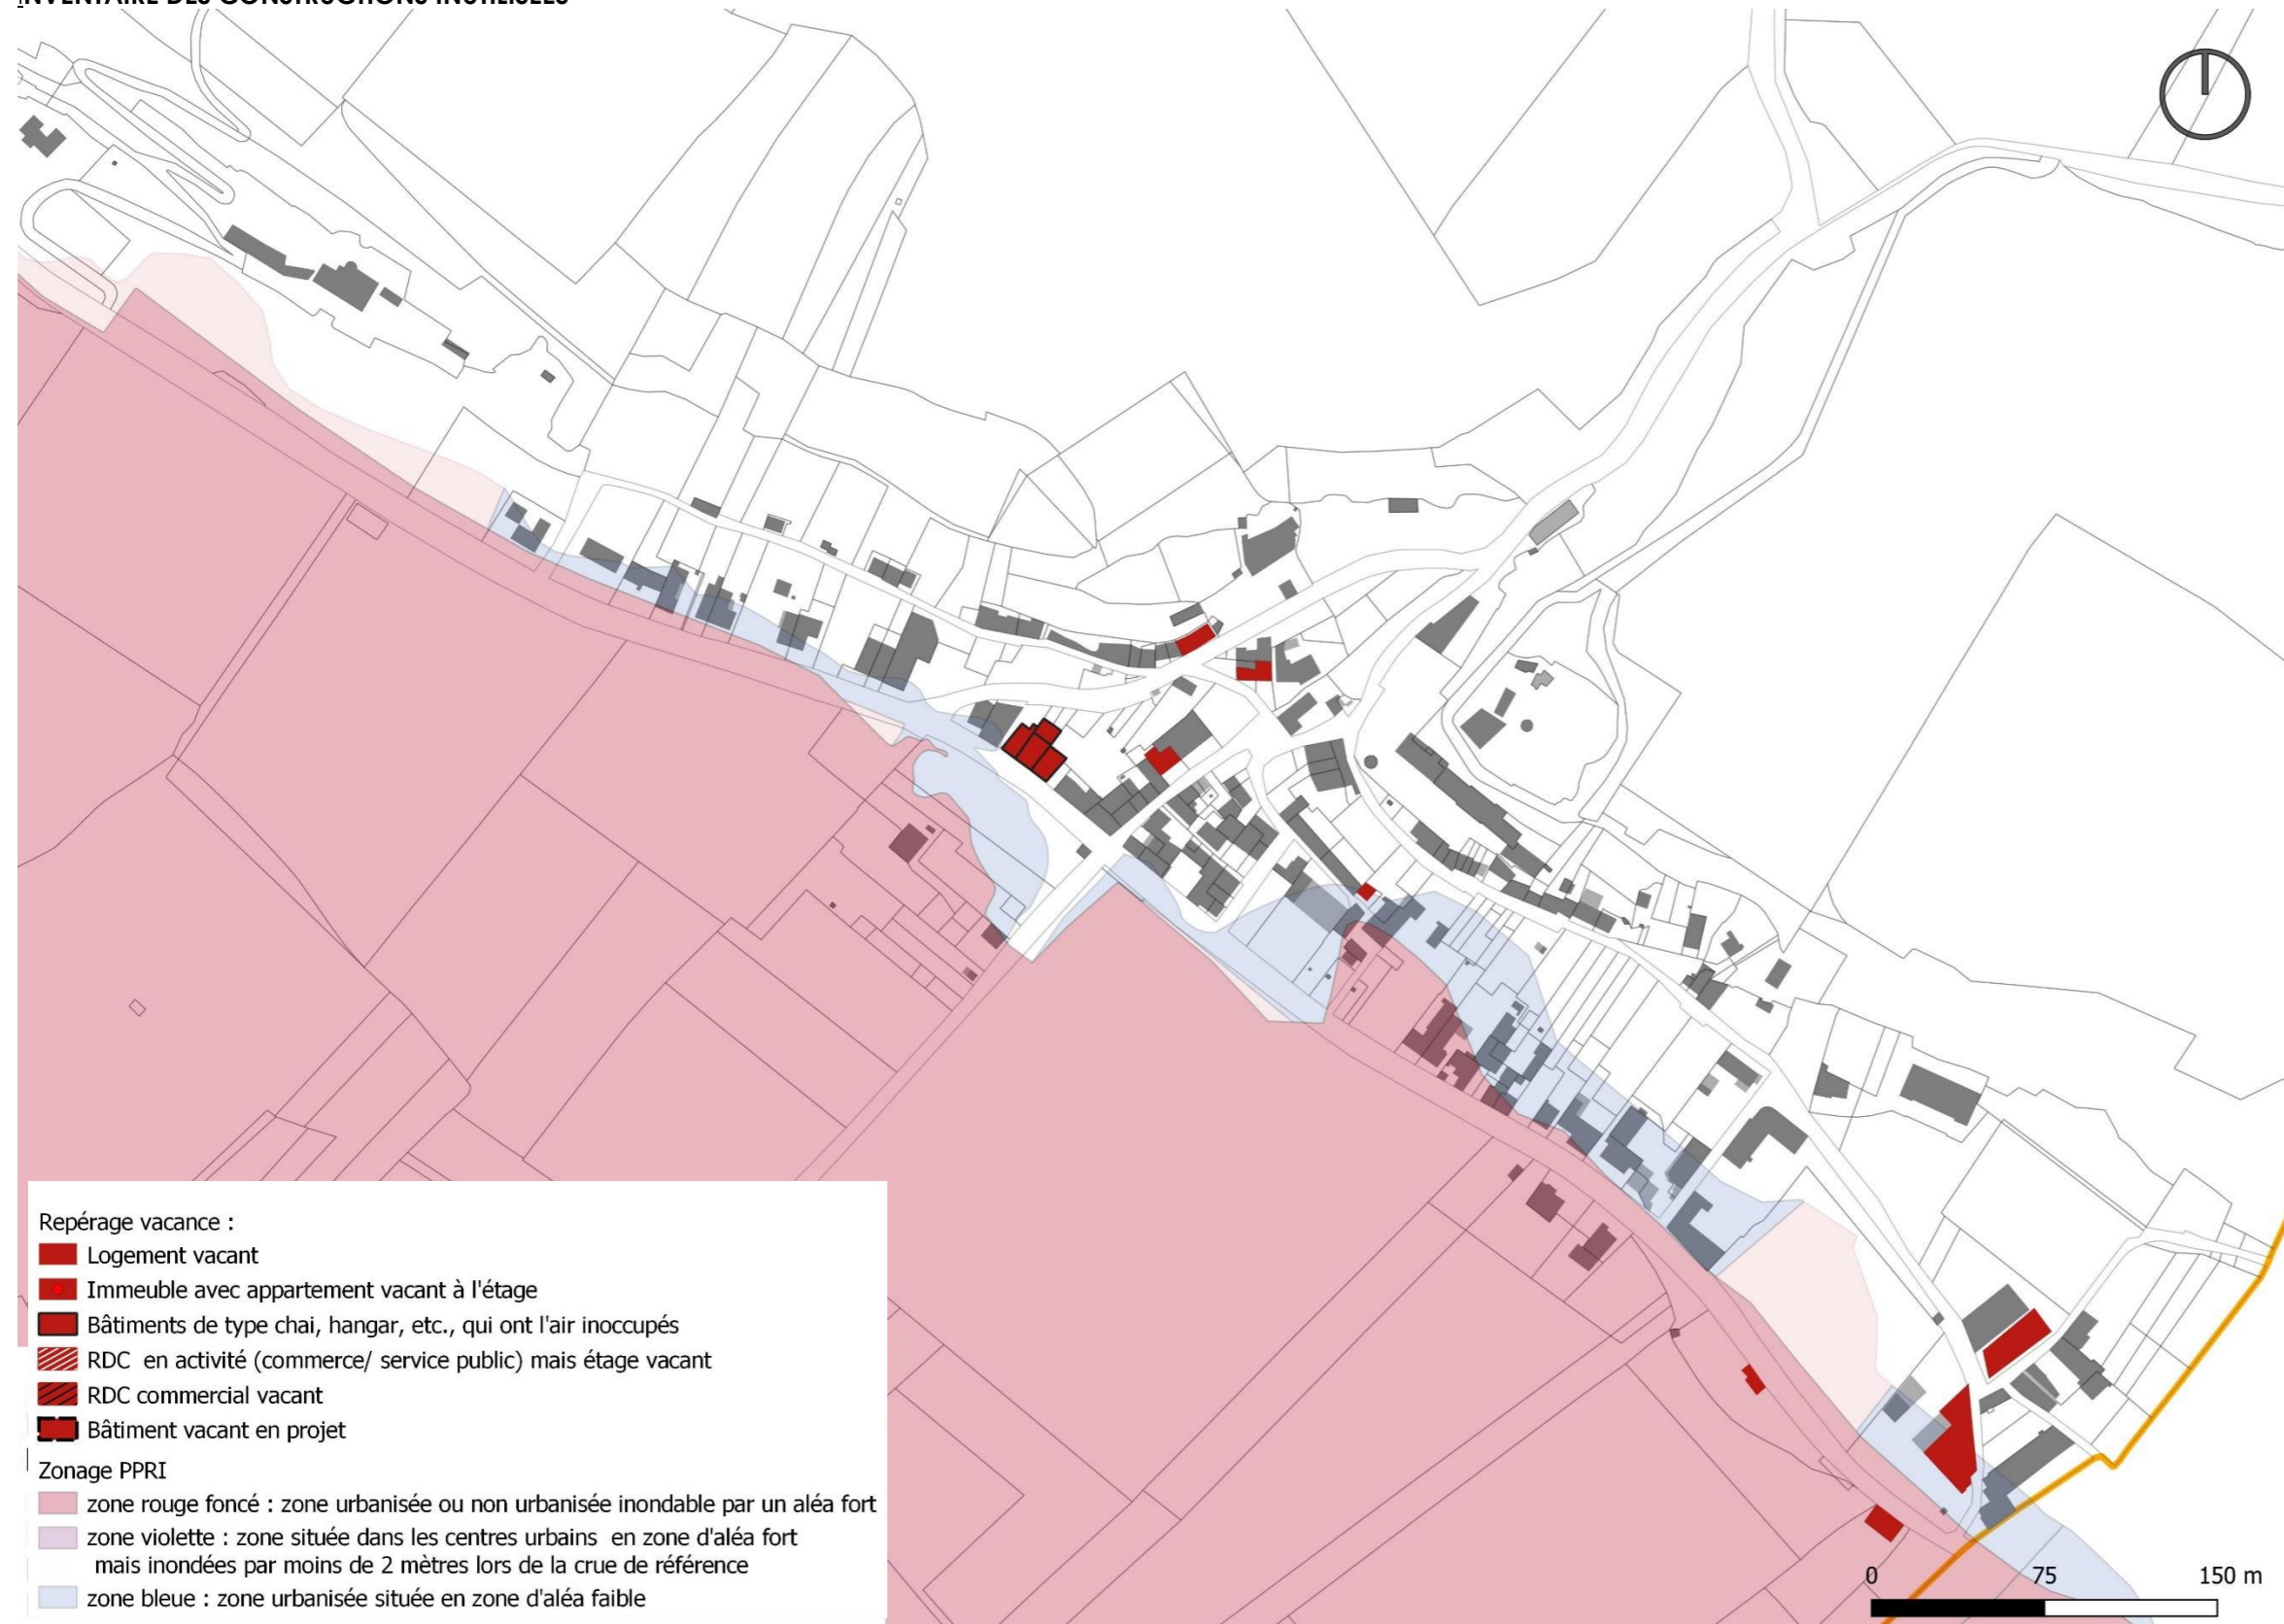 INVENTAIRE DES CONSTRUCTIONS INUTILISÉES
Repérage vacance :
Logement vacant
Immeuble avec appartement vacant à l'étage
Bâtiments de type chai, hangar, etc., qui ont l'air inoccupés
RDC en activité (commerce/ service public) mais étage vacant
RDC commercial vacant
Bâtiment vacant en projet
Zonage PPRI
zone rouge foncé : zone urbanisée ou non urbanisée inondable par un aléa fort
zone violette : zone située dans les centres urbains en zone d'aléa fort
mais inondées par moins de 2 mètres lors de la crue de référence
zone bleue : zone urbanisée située en zone d'aléa faible
0 75 150 m